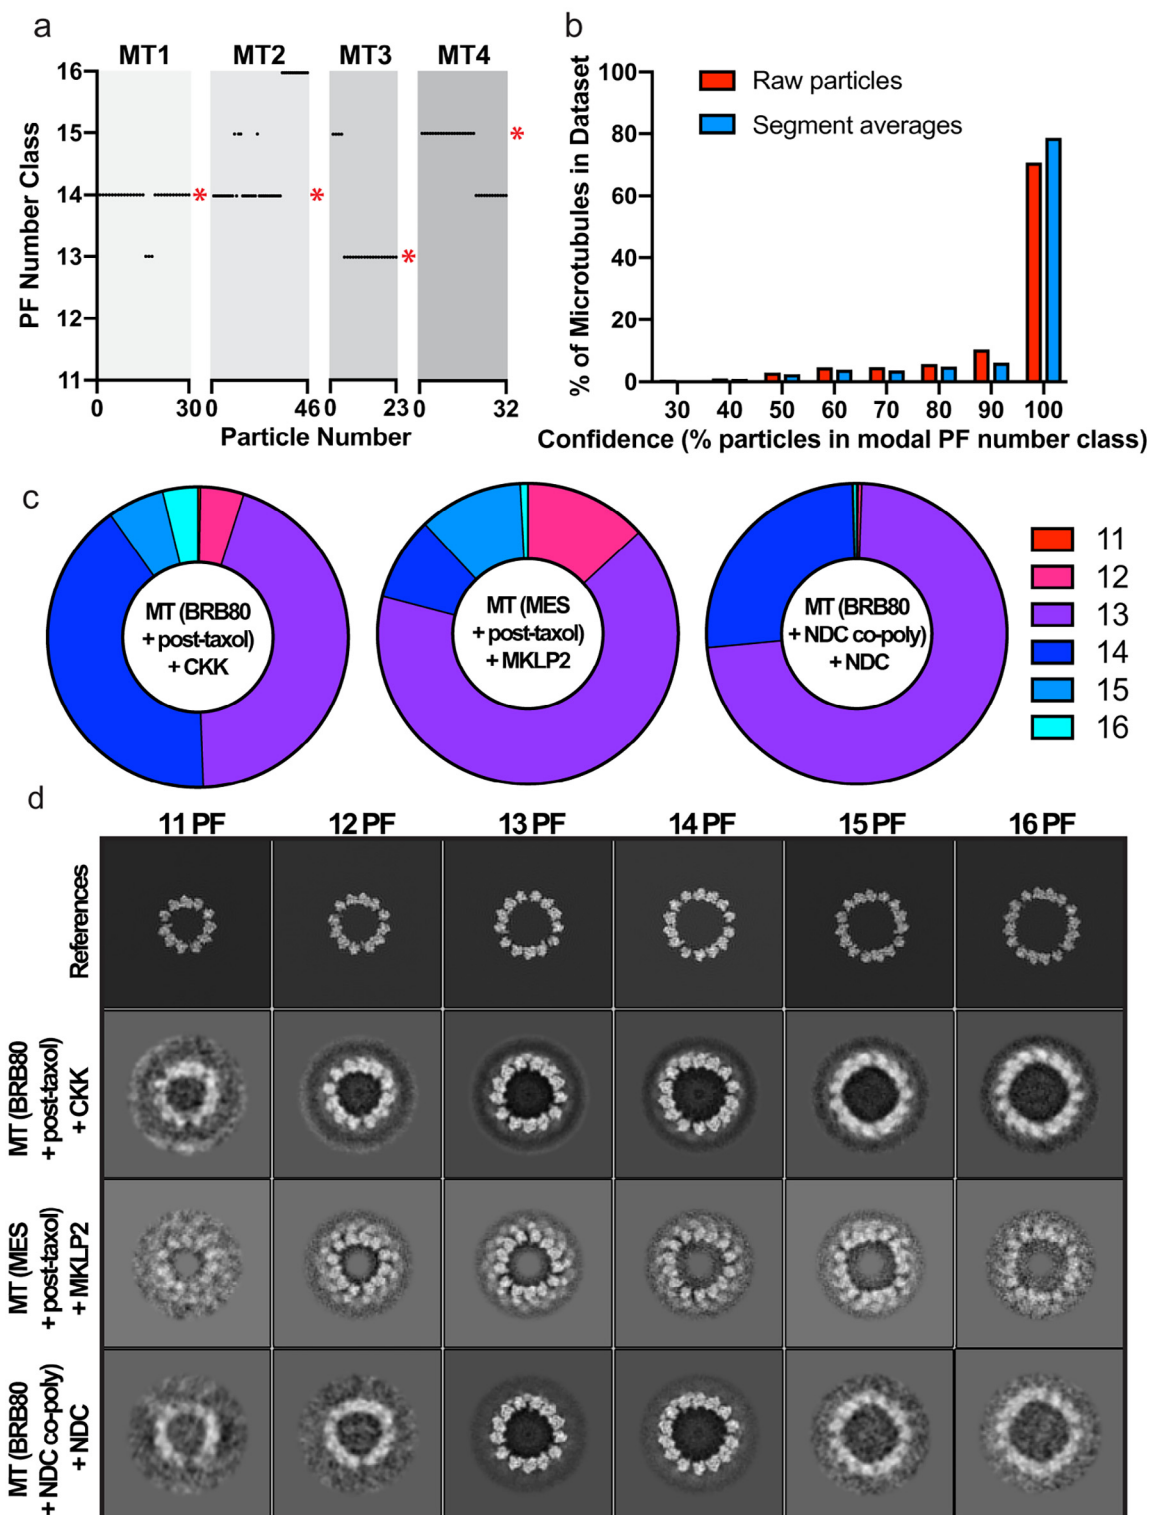 a
MT1 MT2 MT3 MT4
PF Number Class
16
15
14
13
12
11
*
*
*
*
0 30 0 46 0 23 0 32
Particle Number
b
% of Microtubules in Dataset
100
80
60
40
20
0
Raw particles
Segment averages
30 40 50 60 70 80 90 100
Confidence (% particles in modal PF number class)
c
MT (BRB80
+ post-taxol)
+ CKK
MT (MES
+ post-taxol)
+ MKLP2
MT (BRB80
+ NDC co-poly)
+ NDC
11
12
13
14
15
16
d
11 PF 12 PF 13 PF 14 PF 15 PF 16 PF
References
MT (BRB80
+ post-taxol)
+ CKK
MT (MES
+ post-taxol)
+ MKLP2
MT (BRB80
+ NDC co-poly)
+ NDC